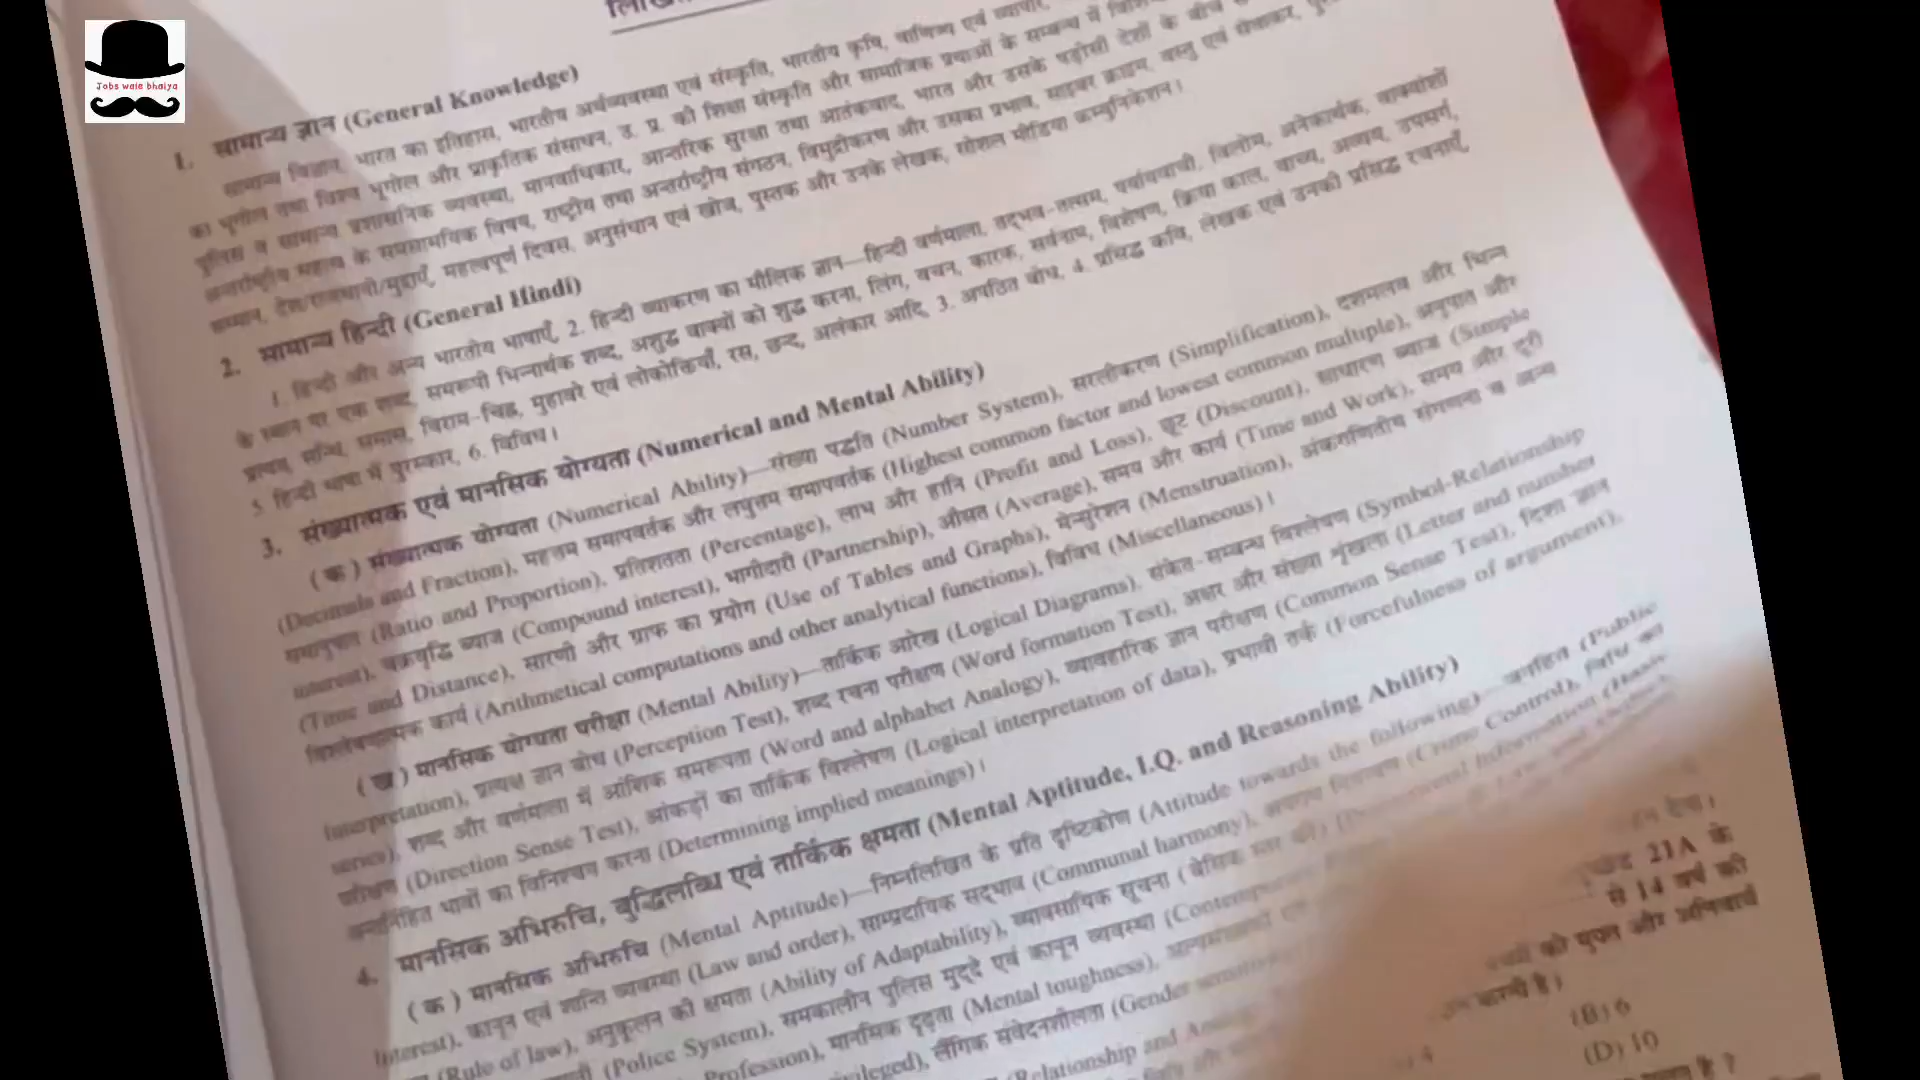 Jobs wala bhaiya
1. सामान्य ज्ञान (General Knowledge)
सामान्य विज्ञान, भारत का इतिहास, भारतीय अर्थव्यवस्था एवं संस्कृति, भारतीय कृषि, वाणिज्य एवं व्यापार,
का भूगोल तथा विश्व भूगोल और प्राकृतिक संसाधन, उ. प्र. की शिक्षा संस्कृति और सामाजिक प्रथाओं के सम्बन्ध में
पुलिस व सामान्य प्रशासनिक व्यवस्था, मानवाधिकार, आन्तरिक सुरक्षा तथा आतंकवाद, भारत और उसके पड़ोसी देशों के बीच
अन्तर्राष्ट्रीय महत्व के समसामयिक विषय, राष्ट्रीय तथा अन्तर्राष्ट्रीय संगठन, विमुद्रीकरण और उसका प्रभाव, साइबर क्राइम, वस्तु एवं सेवाकर,
सम्मान, देश/राजधानी/मुद्राएँ, महत्वपूर्ण दिवस, अनुसंधान एवं खोज, पुस्तक और उनके लेखक, सोशल मीडिया कम्युनिकेशन।
2. सामान्य हिन्दी (General Hindi)
1. हिन्दी और अन्य भारतीय भाषाएँ, 2. हिन्दी व्याकरण का मौलिक ज्ञान—हिन्दी वर्णमाला, तद्भव-तत्सम, पर्यायवाची, विलोम, अनेकार्थक, वाक्यांशों
के स्थान पर एक शब्द, समरूपी भिन्नार्थक शब्द, अशुद्ध वाक्यों को शुद्ध करना, लिंग, वचन, कारक, सर्वनाम, विशेषण, क्रिया काल, वाच्य, अव्यय, उपसर्ग,
प्रत्यय, सन्धि, समास, विराम-चिह्न, मुहावरे एवं लोकोक्तियाँ, रस, छन्द, अलंकार आदि, 3. अपठित बोध, 4. प्रसिद्ध कवि, लेखक एवं उनकी प्रसिद्ध रचनाएँ,
5. हिन्दी भाषा में पुरस्कार, 6. विविध।
3. संख्यात्मक एवं मानसिक योग्यता (Numerical and Mental Ability)
(क) संख्यात्मक योग्यता (Numerical Ability)—संख्या पद्धति (Number System), सरलीकरण (Simplification), दशमलव और भिन्न
(Decimals and Fraction), महत्तम समापवर्तक और लघुत्तम समापवर्तक (Highest common factor and lowest common multiple), अनुपात और
समानुपात (Ratio and Proportion), प्रतिशतता (Percentage), लाभ और हानि (Profit and Loss), छूट (Discount), साधारण ब्याज (Simple
interest), चक्रवृद्धि ब्याज (Compound interest), भागीदारी (Partnership), औसत (Average), समय और कार्य (Time and Work), समय और दूरी
(Time and Distance), सारणी और ग्राफ का प्रयोग (Use of Tables and Graphs), मेन्सुरेशन (Menstruation), अंकगणितीय संगणना व अन्य
विश्लेषणात्मक कार्य (Arithmetical computations and other analytical functions), विविध (Miscellaneous)।
(ख) मानसिक योग्यता परीक्षा (Mental Ability)—तार्किक आरेख (Logical Diagrams), संकेत-सम्बन्ध विश्लेषण (Symbol-Relationship
Interpretation), प्रत्यक्ष ज्ञान बोध (Perception Test), शब्द रचना परीक्षण (Word formation Test), अक्षर और संख्या शृंखला (Letter and number
series), शब्द और वर्णमाला में आंशिक समरूपता (Word and alphabet Analogy), व्यावहारिक ज्ञान परीक्षण (Common Sense Test), दिशा ज्ञान
परीक्षण (Direction Sense Test), आंकड़ों का तार्किक विश्लेषण (Logical interpretation of data), प्रभावी तर्क (Forcefulness of argument),
अन्तर्निहित भावों का विनिश्चय करना (Determining implied meanings)।
4. मानसिक अभिरुचि, बुद्धिलब्धि एवं तार्किक क्षमता (Mental Aptitude, I.Q. and Reasoning Ability)
(क) मानसिक अभिरुचि (Mental Aptitude)—निम्नलिखित के प्रति दृष्टिकोण (Attitude towards the following)—जनहित (Public
Interest), कानून एवं शान्ति व्यवस्था (Law and order), साम्प्रदायिक सद्भाव (Communal harmony), अपराध नियंत्रण (Crime Control), विधि का
(Rule of law), अनुकूलन की क्षमता (Ability of Adaptability), व्यावसायिक सूचना (बेसिक स्तर की)
(Police System), समकालीन पुलिस मुद्दे एवं कानून व्यवस्था
Profession), मानसिक दृढ़ता (Mental toughness),
लैंगिक संवेदनशीलता (Gender
Relationship and
21A के
से 14 वर्ष की
को मुफ्त और अनिवार्य
(B) 6
(D) 10